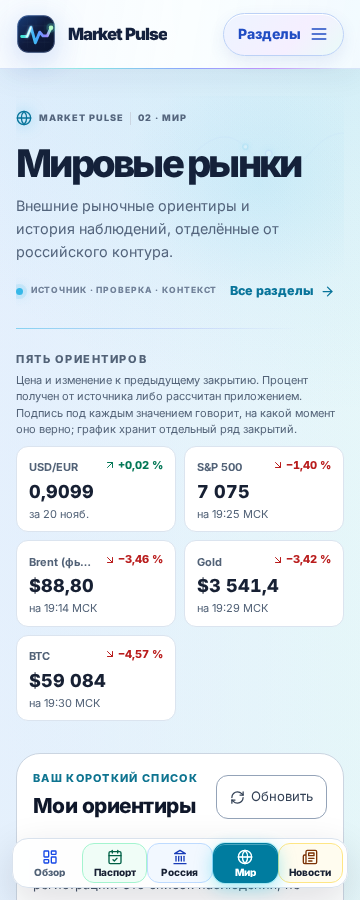 Market Pulse
Разделы
MARKET PULSE | 02 · МИР
Мировые рынки
Внешние рыночные ориентиры и
история наблюдений, отделённые от
российского контура.
ИСТОЧНИК · ПРОВЕРКА · КОНТЕКСТ
Все разделы →
ПЯТЬ ОРИЕНТИРОВ
Цена и изменение к предыдущему закрытию. Процент
получен от источника либо рассчитан приложением.
Подпись под каждым значением говорит, на какой момент
оно верно; график хранит отдельный ряд закрытий.
USD/EUR ↗ +0,02 %
0,9099
за 20 нояб.
S&P 500 ↘ −1,40 %
7 075
на 19:25 МСК
Brent (фь... ↘ −3,46 %
$88,80
на 19:14 МСК
Gold ↘ −3,42 %
$3 541,4
на 19:29 МСК
BTC ↘ −4,57 %
$59 084
на 19:30 МСК
ВАШ КОРОТКИЙ СПИСОК
Мои ориентиры
Обновить
Обзор
Паспорт
Россия
Мир
Новости